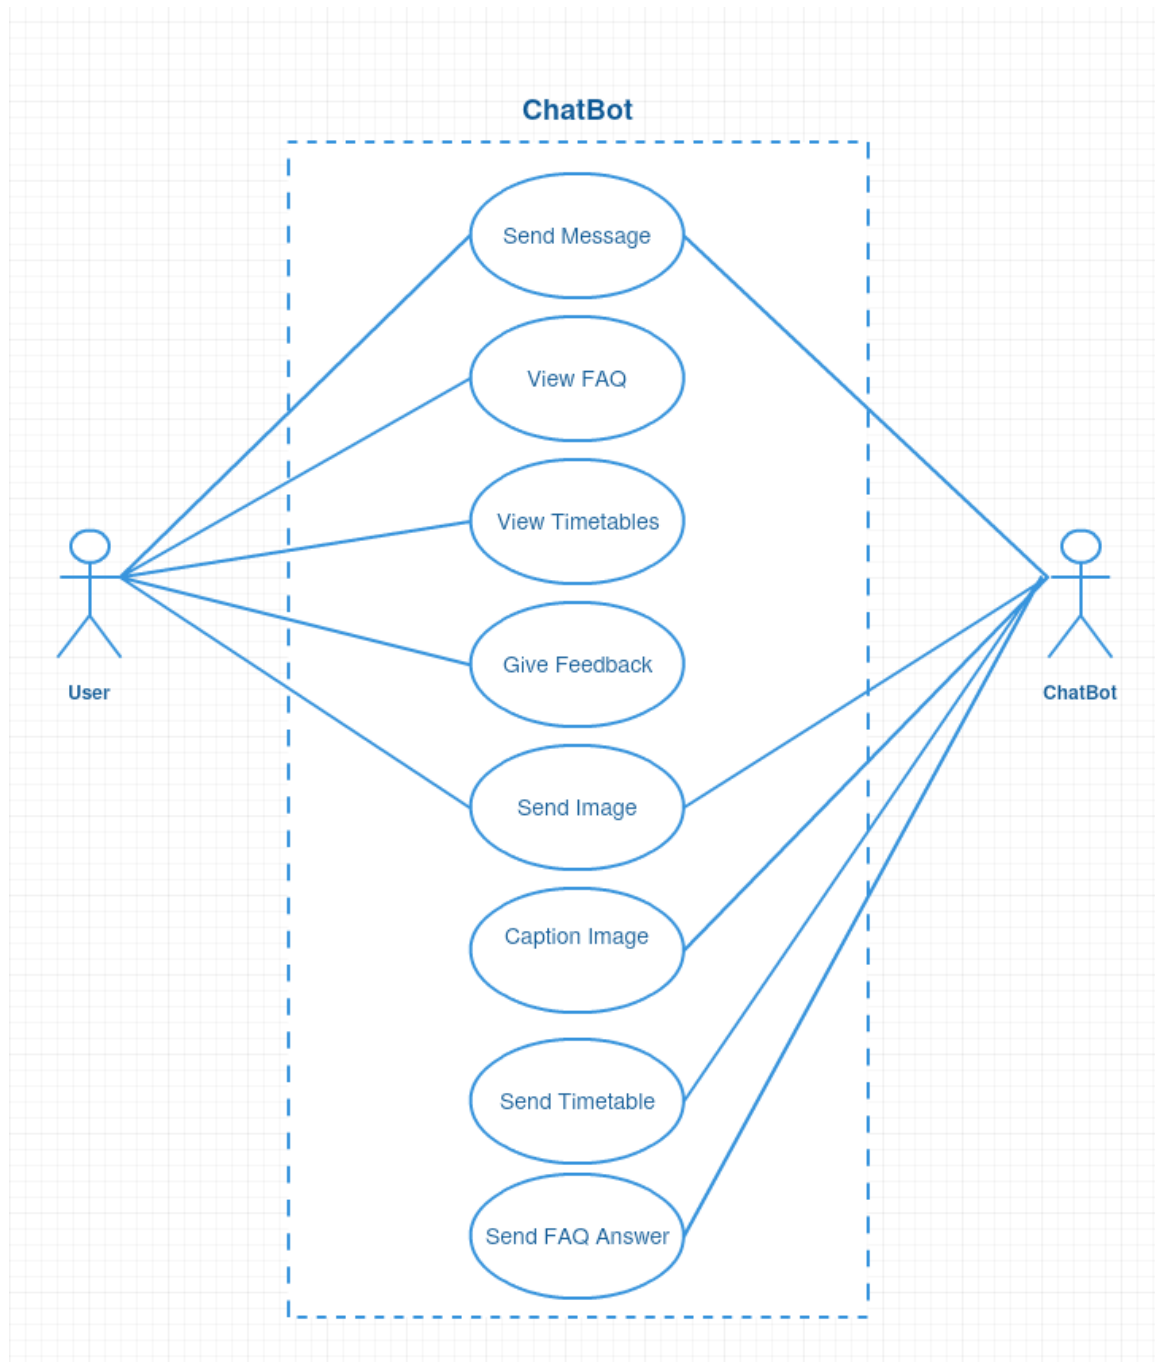 ChatBot
Send Message
View FAQ
View Timetables
Give Feedback
User
ChatBot
Send Image
Caption Image
Send Timetable
Send FAQ Answer